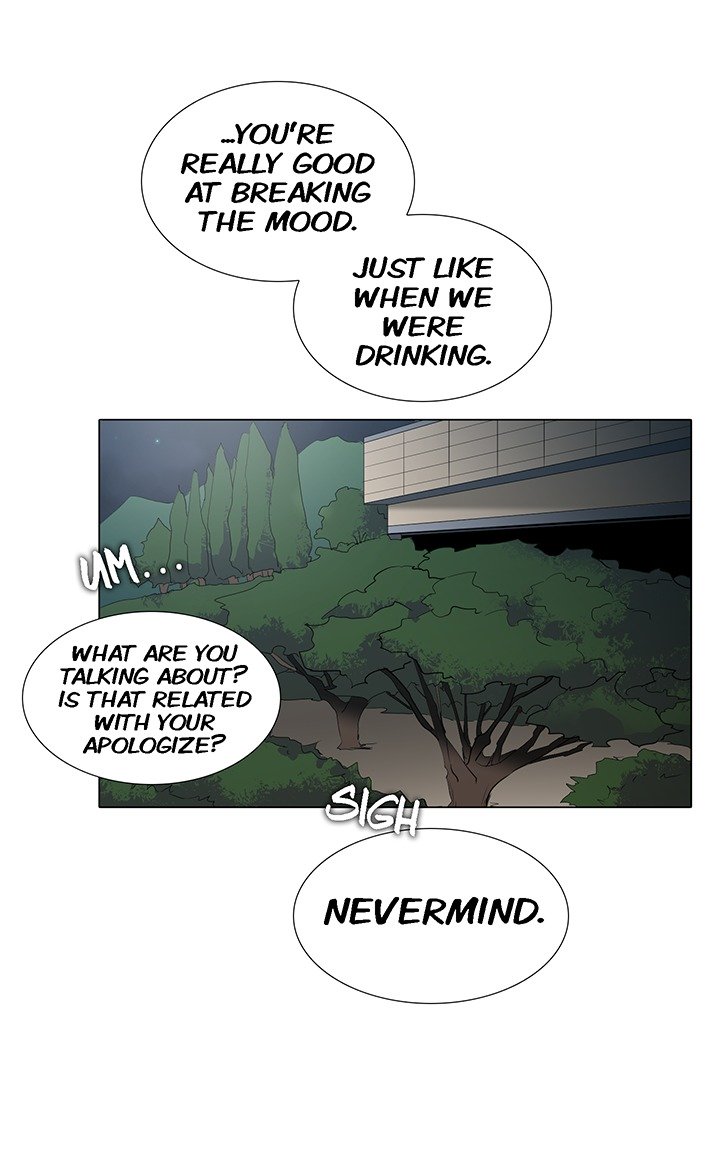 ...YOU'RE
REALLY GOOD
AT BREAKING
THE MOOD.
JUST LIKE
WHEN WE
WERE
DRINKING.
UM...
WHAT ARE YOU
TALKING ABOUT?
IS THAT RELATED
WITH YOUR
APOLOGIZE?
SIGH
NEVERMIND.